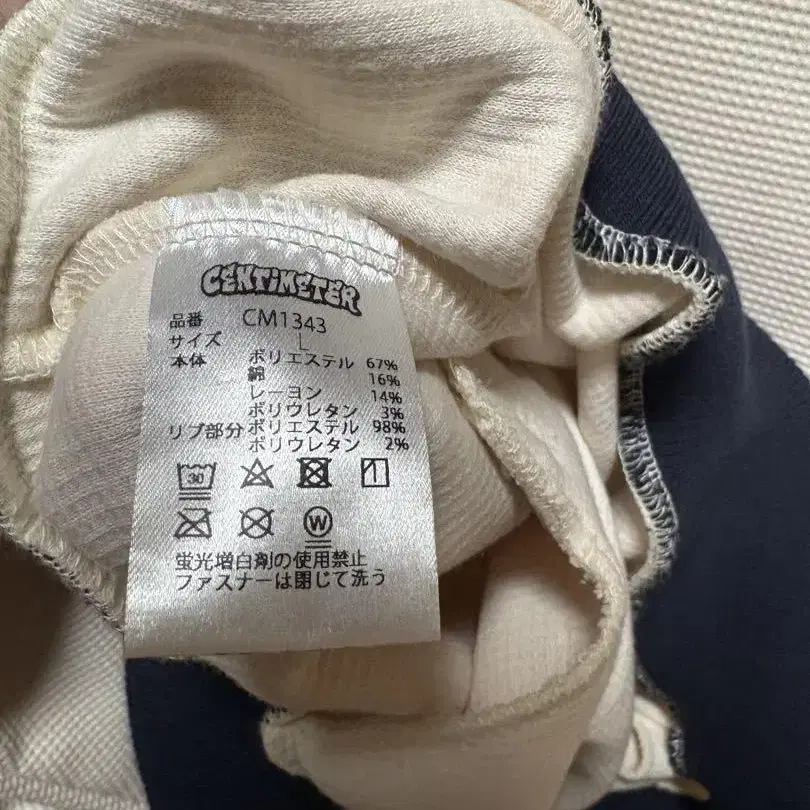 CENTIMETER
品番 CM1343
サイズ L
本体 ポリエステル 67%
綿 16%
レーヨン 14%
ポリウレタン 3%
リブ部分 ポリエステル 98%
ポリウレタン 2%
30
W
蛍光増白剤の使用禁止
ファスナーは閉じて洗う